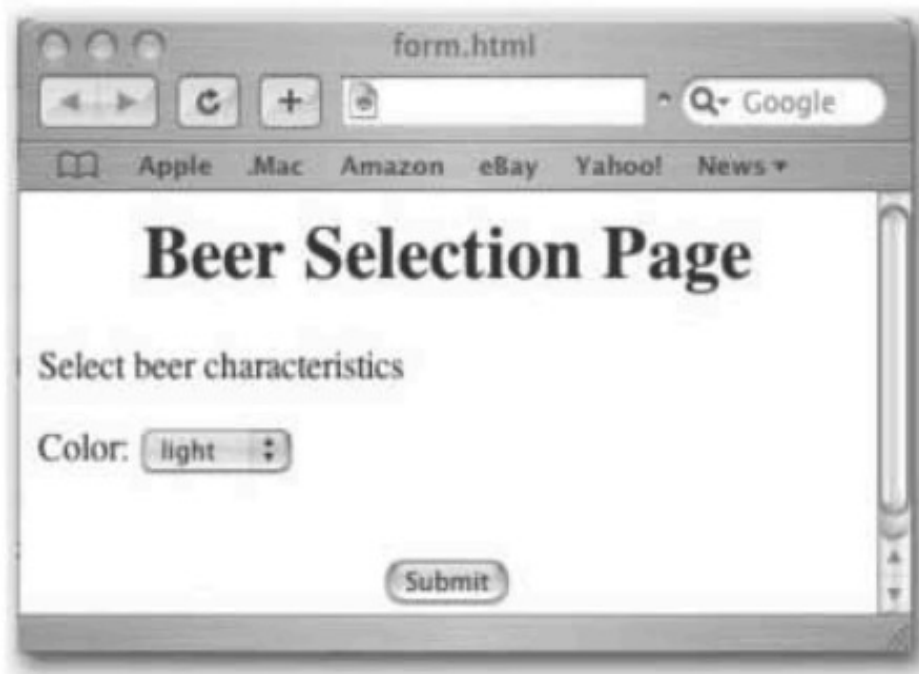 form.html
Google
Apple .Mac Amazon eBay Yahoo! News
Beer Selection Page
Select beer characteristics
Color: light
Submit